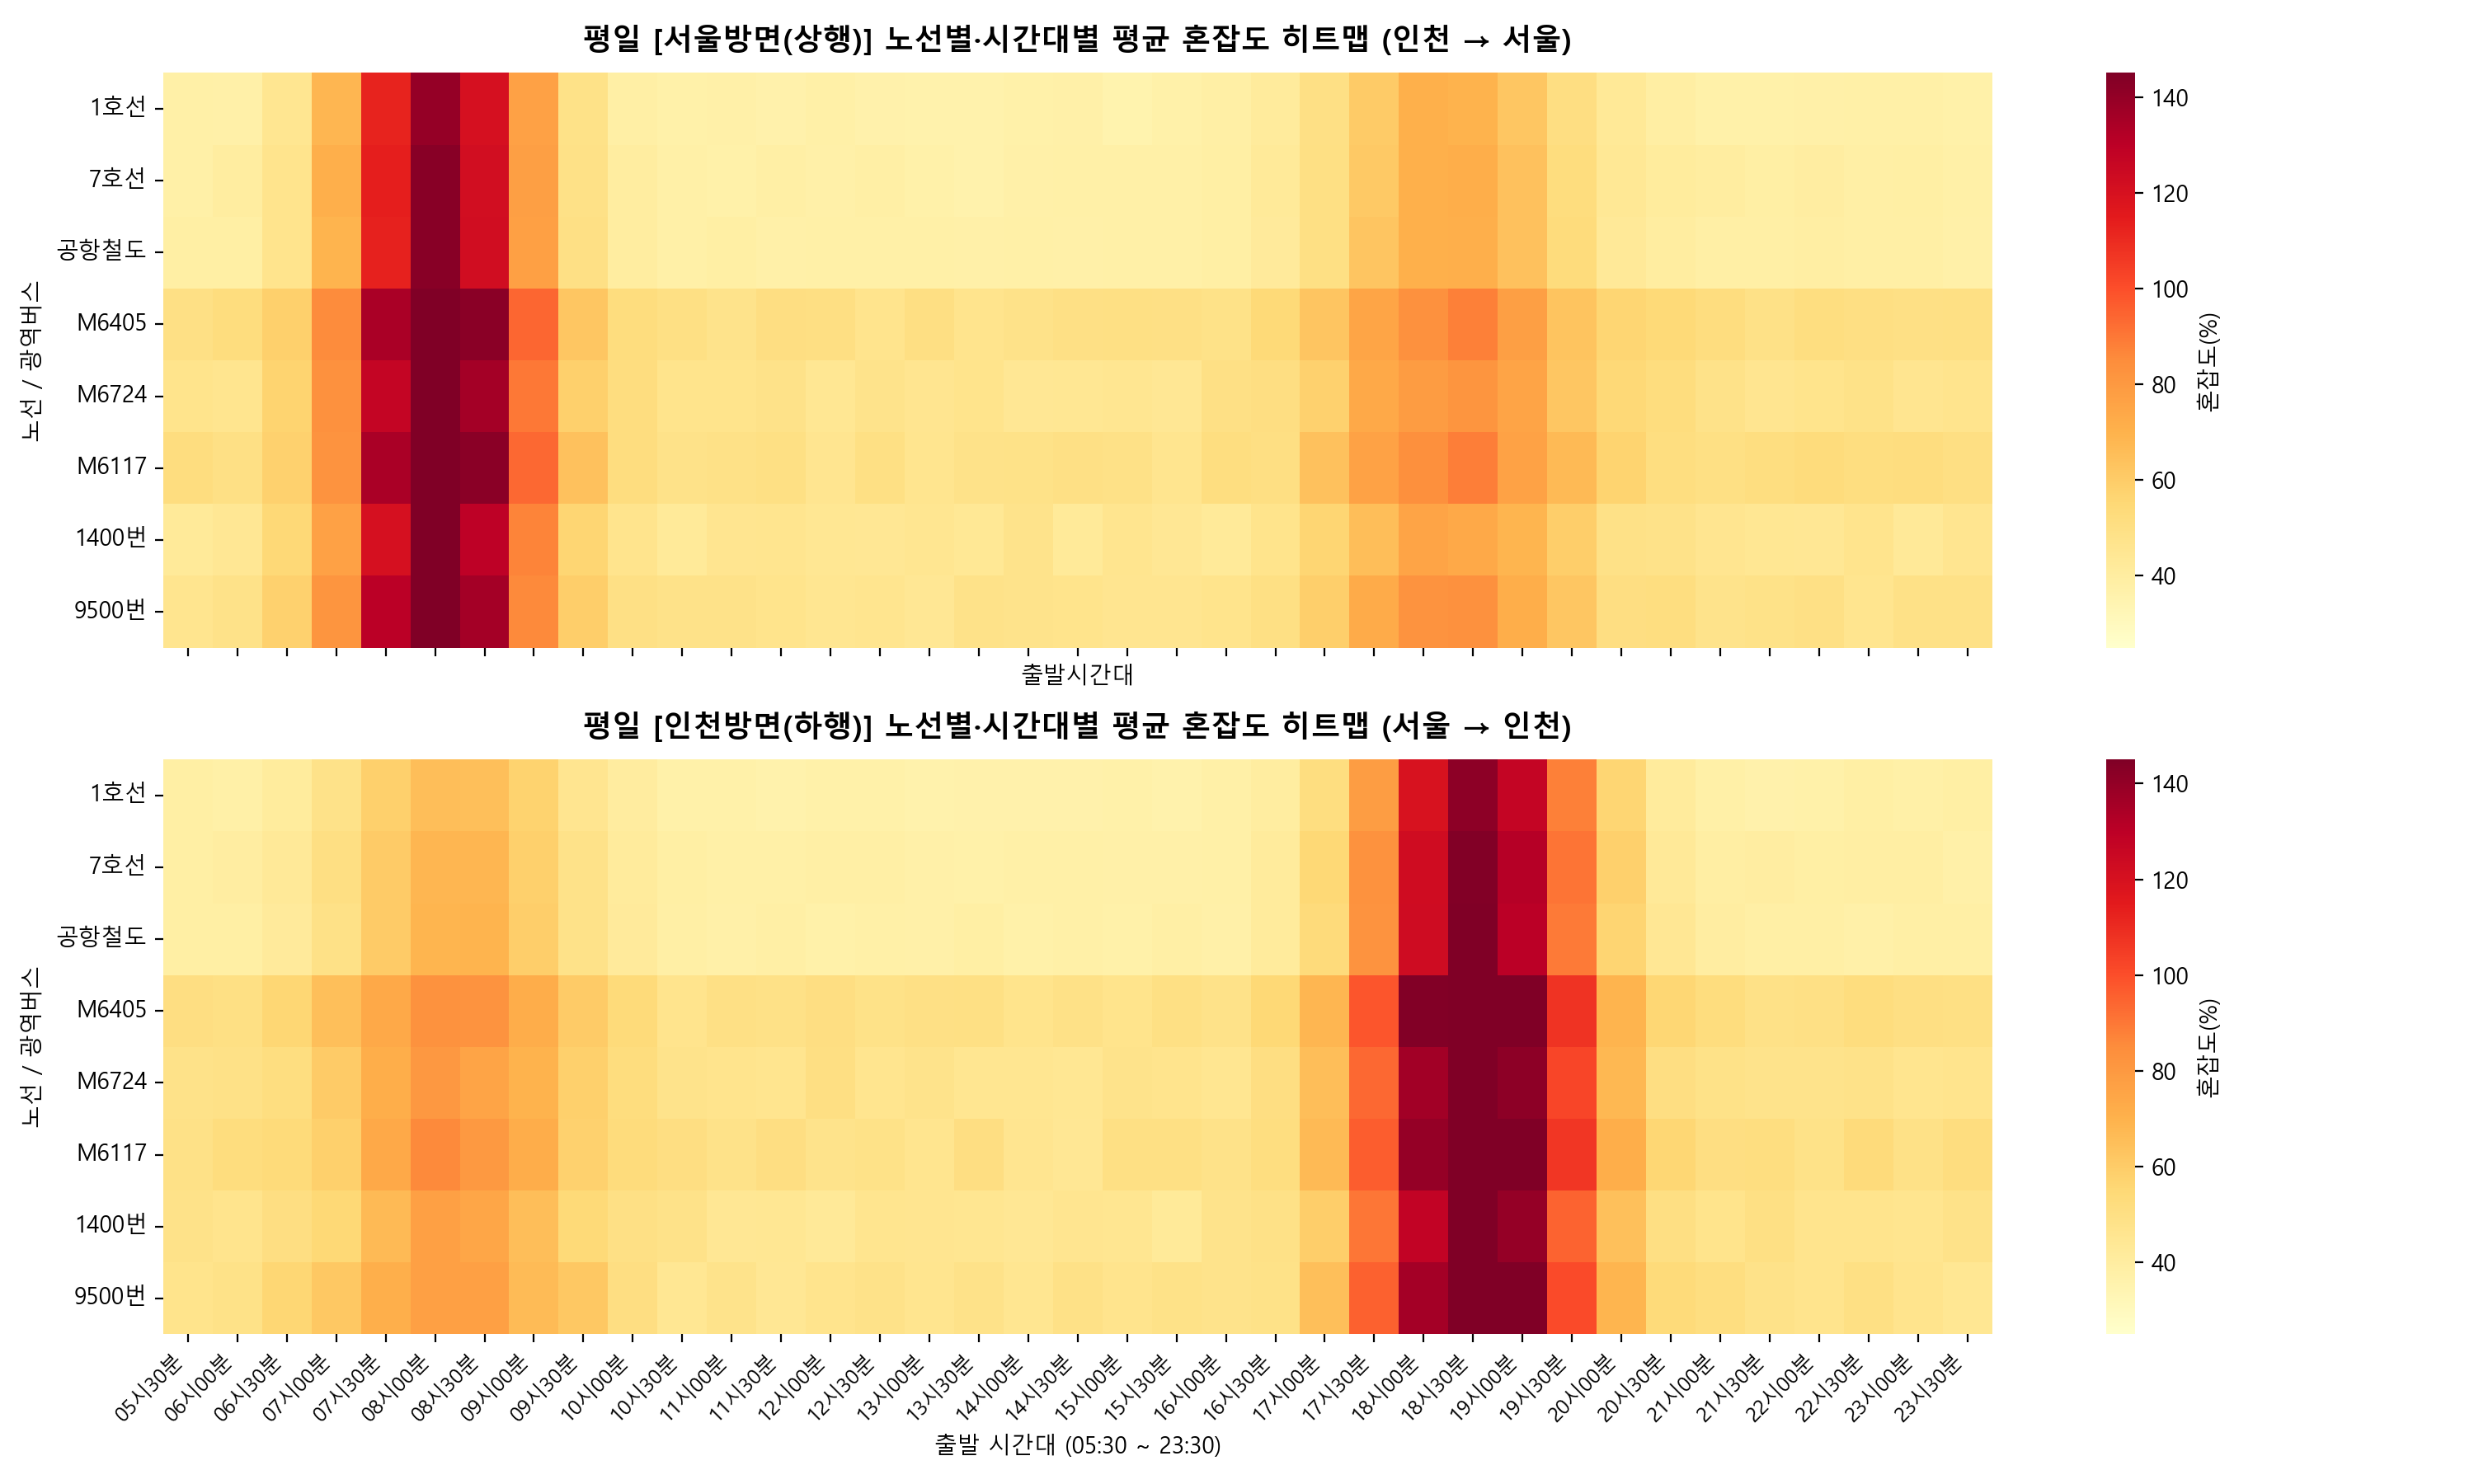 평일 [서울방면(상행)] 노선별·시간대별 평균 혼잡도 히트맵 (인천 → 서울)
노선 / 광역버스
1호선
7호선
공항철도
M6405
M6724
M6117
1400번
9500번
출발시간대
140
120
100
80
60
40
혼잡도(%)
평일 [인천방면(하행)] 노선별·시간대별 평균 혼잡도 히트맵 (서울 → 인천)
노선 / 광역버스
1호선
7호선
공항철도
M6405
M6724
M6117
1400번
9500번
05시30분
06시00분
06시30분
07시00분
07시30분
08시00분
08시30분
09시00분
09시30분
10시00분
10시30분
11시00분
11시30분
12시00분
12시30분
13시00분
13시30분
14시00분
14시30분
15시00분
15시30분
16시00분
16시30분
17시00분
17시30분
18시00분
18시30분
19시00분
19시30분
20시00분
20시30분
21시00분
21시30분
22시00분
22시30분
23시00분
23시30분
출발 시간대 (05:30 ~ 23:30)
140
120
100
80
60
40
혼잡도(%)